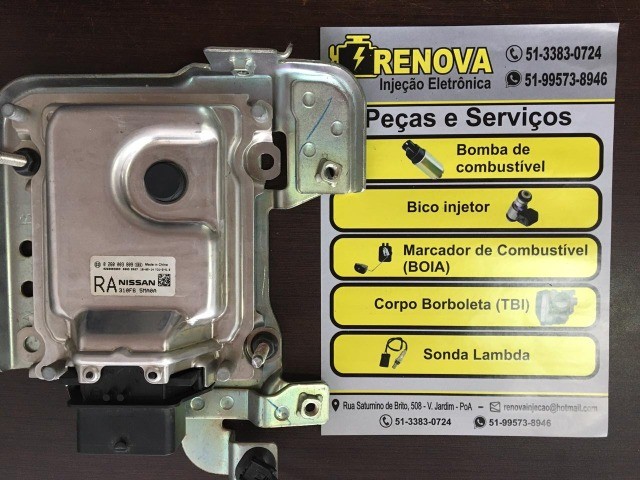 RENOVA
Injeção Eletrônica
51-3383-0724
51-99573-8946
Peças e Serviços
Bomba de
combustível
Bico injetor
Marcador de Combustível
(BOIA)
Corpo Borboleta (TBI)
Sonda Lambda
Rua Saturnino de Brito, 508 - V. Jardim - PoA - renovainjecao@hotmail.com
51-3383-0724 51-99573-8946
Made in China
RA NISSAN